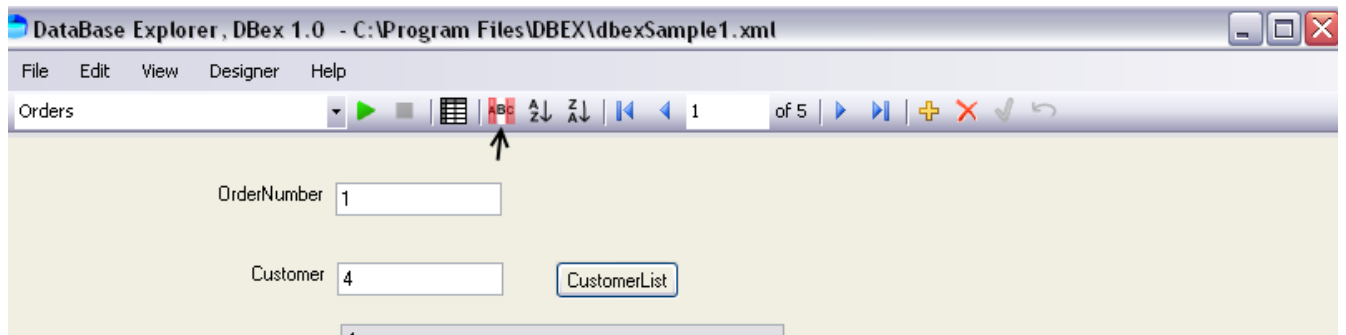 DataBase Explorer, DBex 1.0 - C:\Program Files\DBEX\dbexSample1.xml
File Edit View Designer Help
Orders ABC A Z Z A 1 of 5
OrderNumber 1
Customer 4 CustomerList